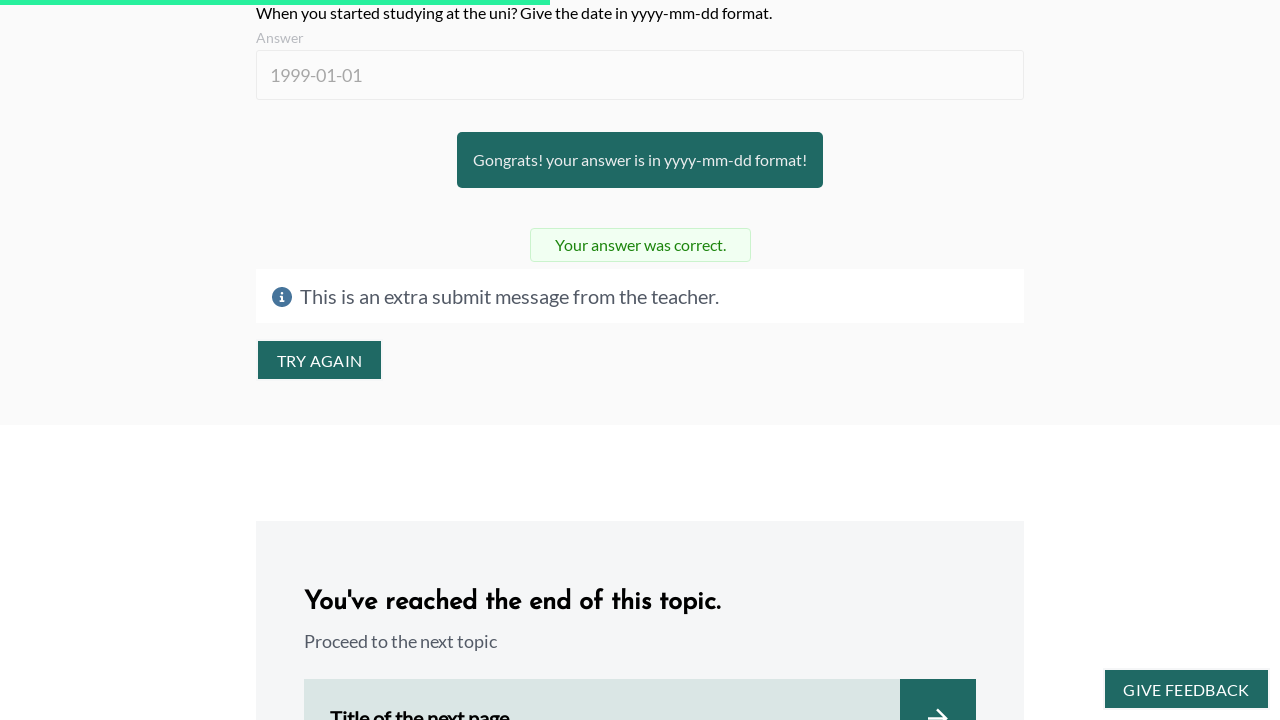 When you started studying at the uni? Give the date in yyyy-mm-dd format.
Answer
1999-01-01
Gongrats! your answer is in yyyy-mm-dd format!
Your answer was correct.
This is an extra submit message from the teacher.
TRY AGAIN
You've reached the end of this topic.
Proceed to the next topic
Title of the next page
GIVE FEEDBACK